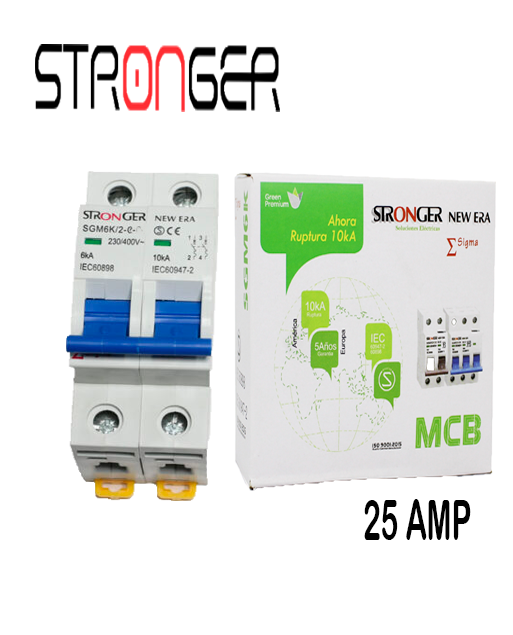 STRONGER
STRONGER NEW ERA
SGM6K/2-C-
230/400V~
6kA
10kA
IEC60898
IEC60947-2
SGM6K
Green
Premium
Ahora
Ruptura 10kA
STRONGER NEW ERA
Soluciones Eléctricas
Σ Sigma
10kA
Ruptura
América
5Años
Garantía
Europa
IEC
ISO 9001:2015
MCB
25 AMP